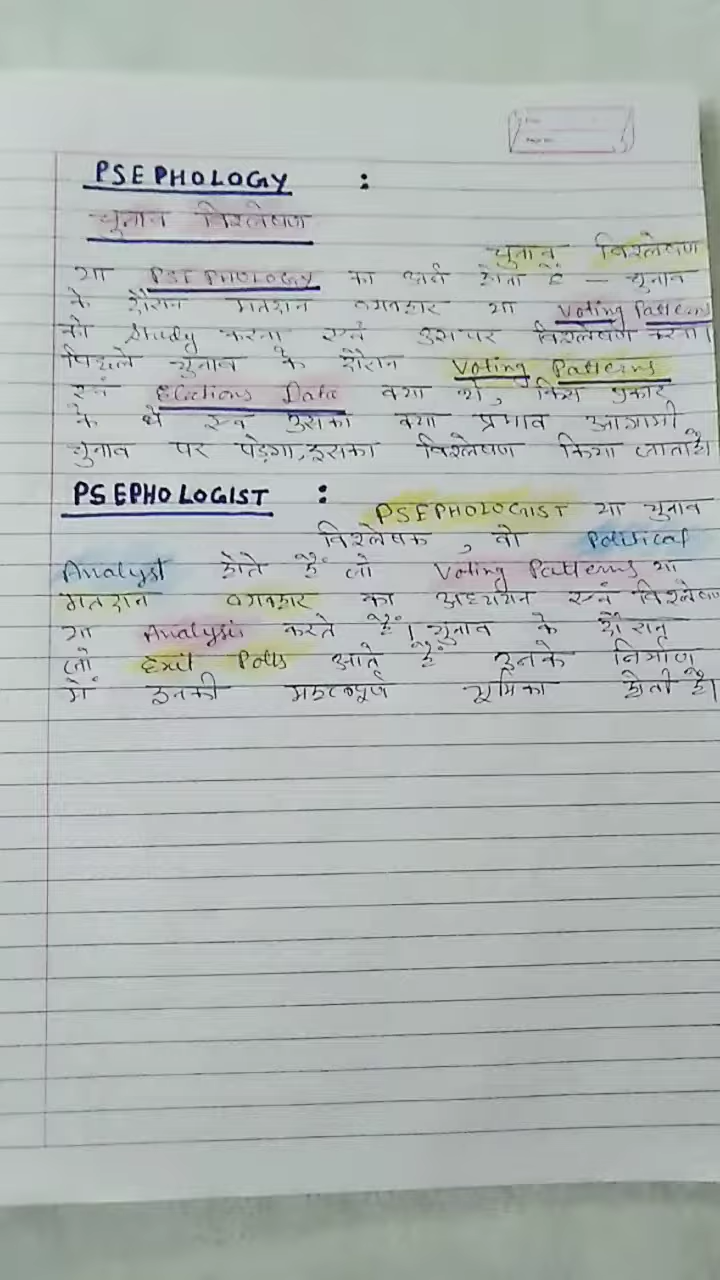 PSEPHOLOGY :
चुनाव विश्लेषण
चुनाव विश्लेषण
या PSEPHOLOGY का अर्थ होता है – चुनाव
के दौरान मतदान व्यवहार या Voting Patterns
को Study करना एवं उसपर विश्लेषण करना।
पिछले चुनाव के दौरान Voting Patterns
एवं Elections Data क्या थे, किस प्रकार
के थे एवं उसका क्या प्रभाव आगामी
चुनाव पर पड़ेगा, इसका विश्लेषण किया जाता है।
PSEPHOLOGIST :
PSEPHOLOGIST या चुनाव
विश्लेषक, वो Political
Analyst होते हैं जो Voting Patterns या
मतदान व्यवहार का अध्ययन एवं विश्लेषण
या Analysis करते हैं। चुनाव के दौरान
जो Exit Polls आते हैं उनके निर्माण
में इनकी महत्वपूर्ण भूमिका होती है।